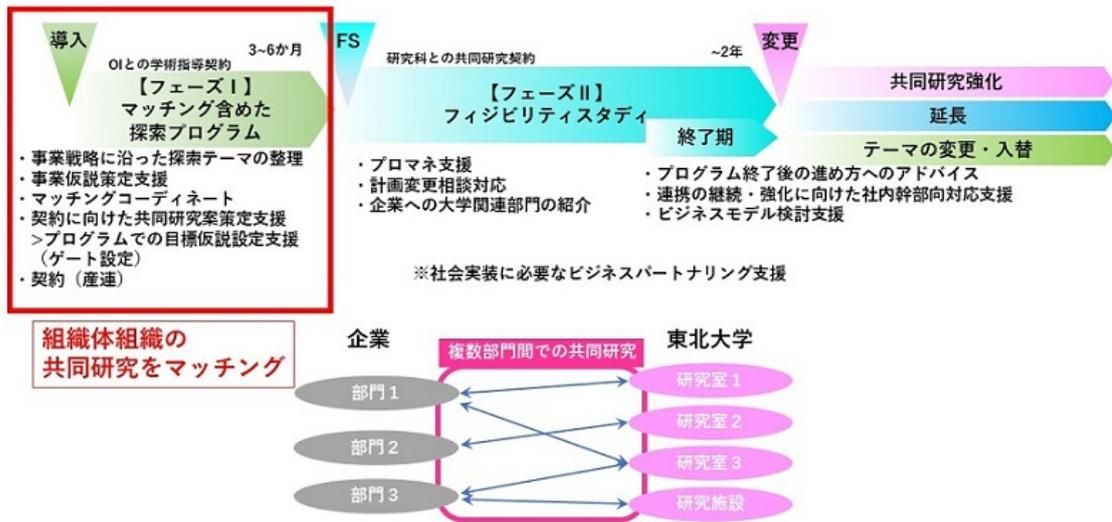 導入
3~6か月
OIとの学術指導契約
【フェーズⅠ】
マッチング含めた
探索プログラム
・事業戦略に沿った探索テーマの整理
・事業仮説策定支援
・マッチングコーディネート
・契約に向けた共同研究案策定支援
>プログラムでの目標仮説設定支援
（ゲート設定）
・契約（産連）
FS
研究科との共同研究契約
~2年
【フェーズⅡ】
フィジビリティスタディ
終了期
・プロマネ支援
・計画変更相談対応
・企業への大学関連部門の紹介
変更
共同研究強化
延長
テーマの変更・入替
・プログラム終了後の進め方へのアドバイス
・連携の継続・強化に向けた社内幹部向対応支援
・ビジネスモデル検討支援
※社会実装に必要なビジネスパートナリング支援
組織体組織の
共同研究をマッチング
企業
複数部門間での共同研究
東北大学
部門1
研究室1
部門2
研究室2
研究室3
部門3
研究施設